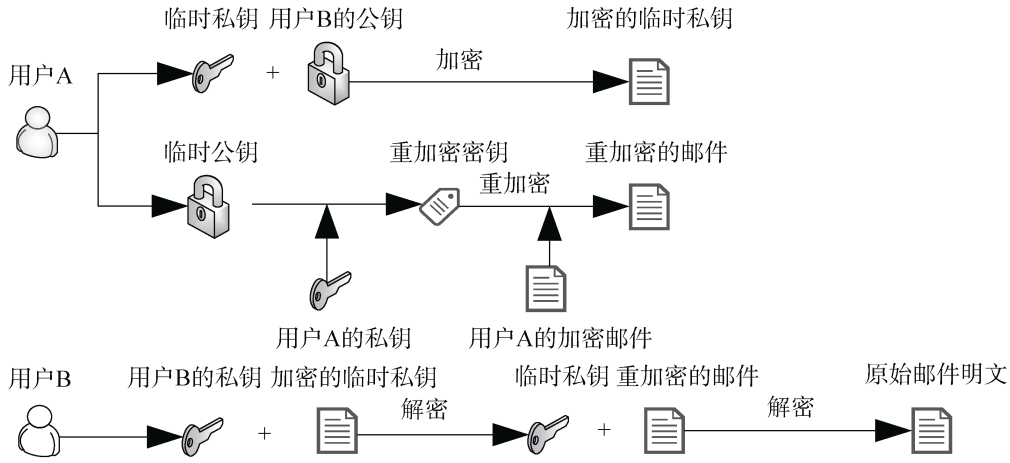 临时私钥 用户B的公钥 加密的临时私钥
加密
用户A
+
临时公钥 重加密密钥 重加密的邮件
重加密
用户A的私钥 用户A的加密邮件
用户B 用户B的私钥 加密的临时私钥 临时私钥 重加密的邮件 原始邮件明文
解密 解密
+ +